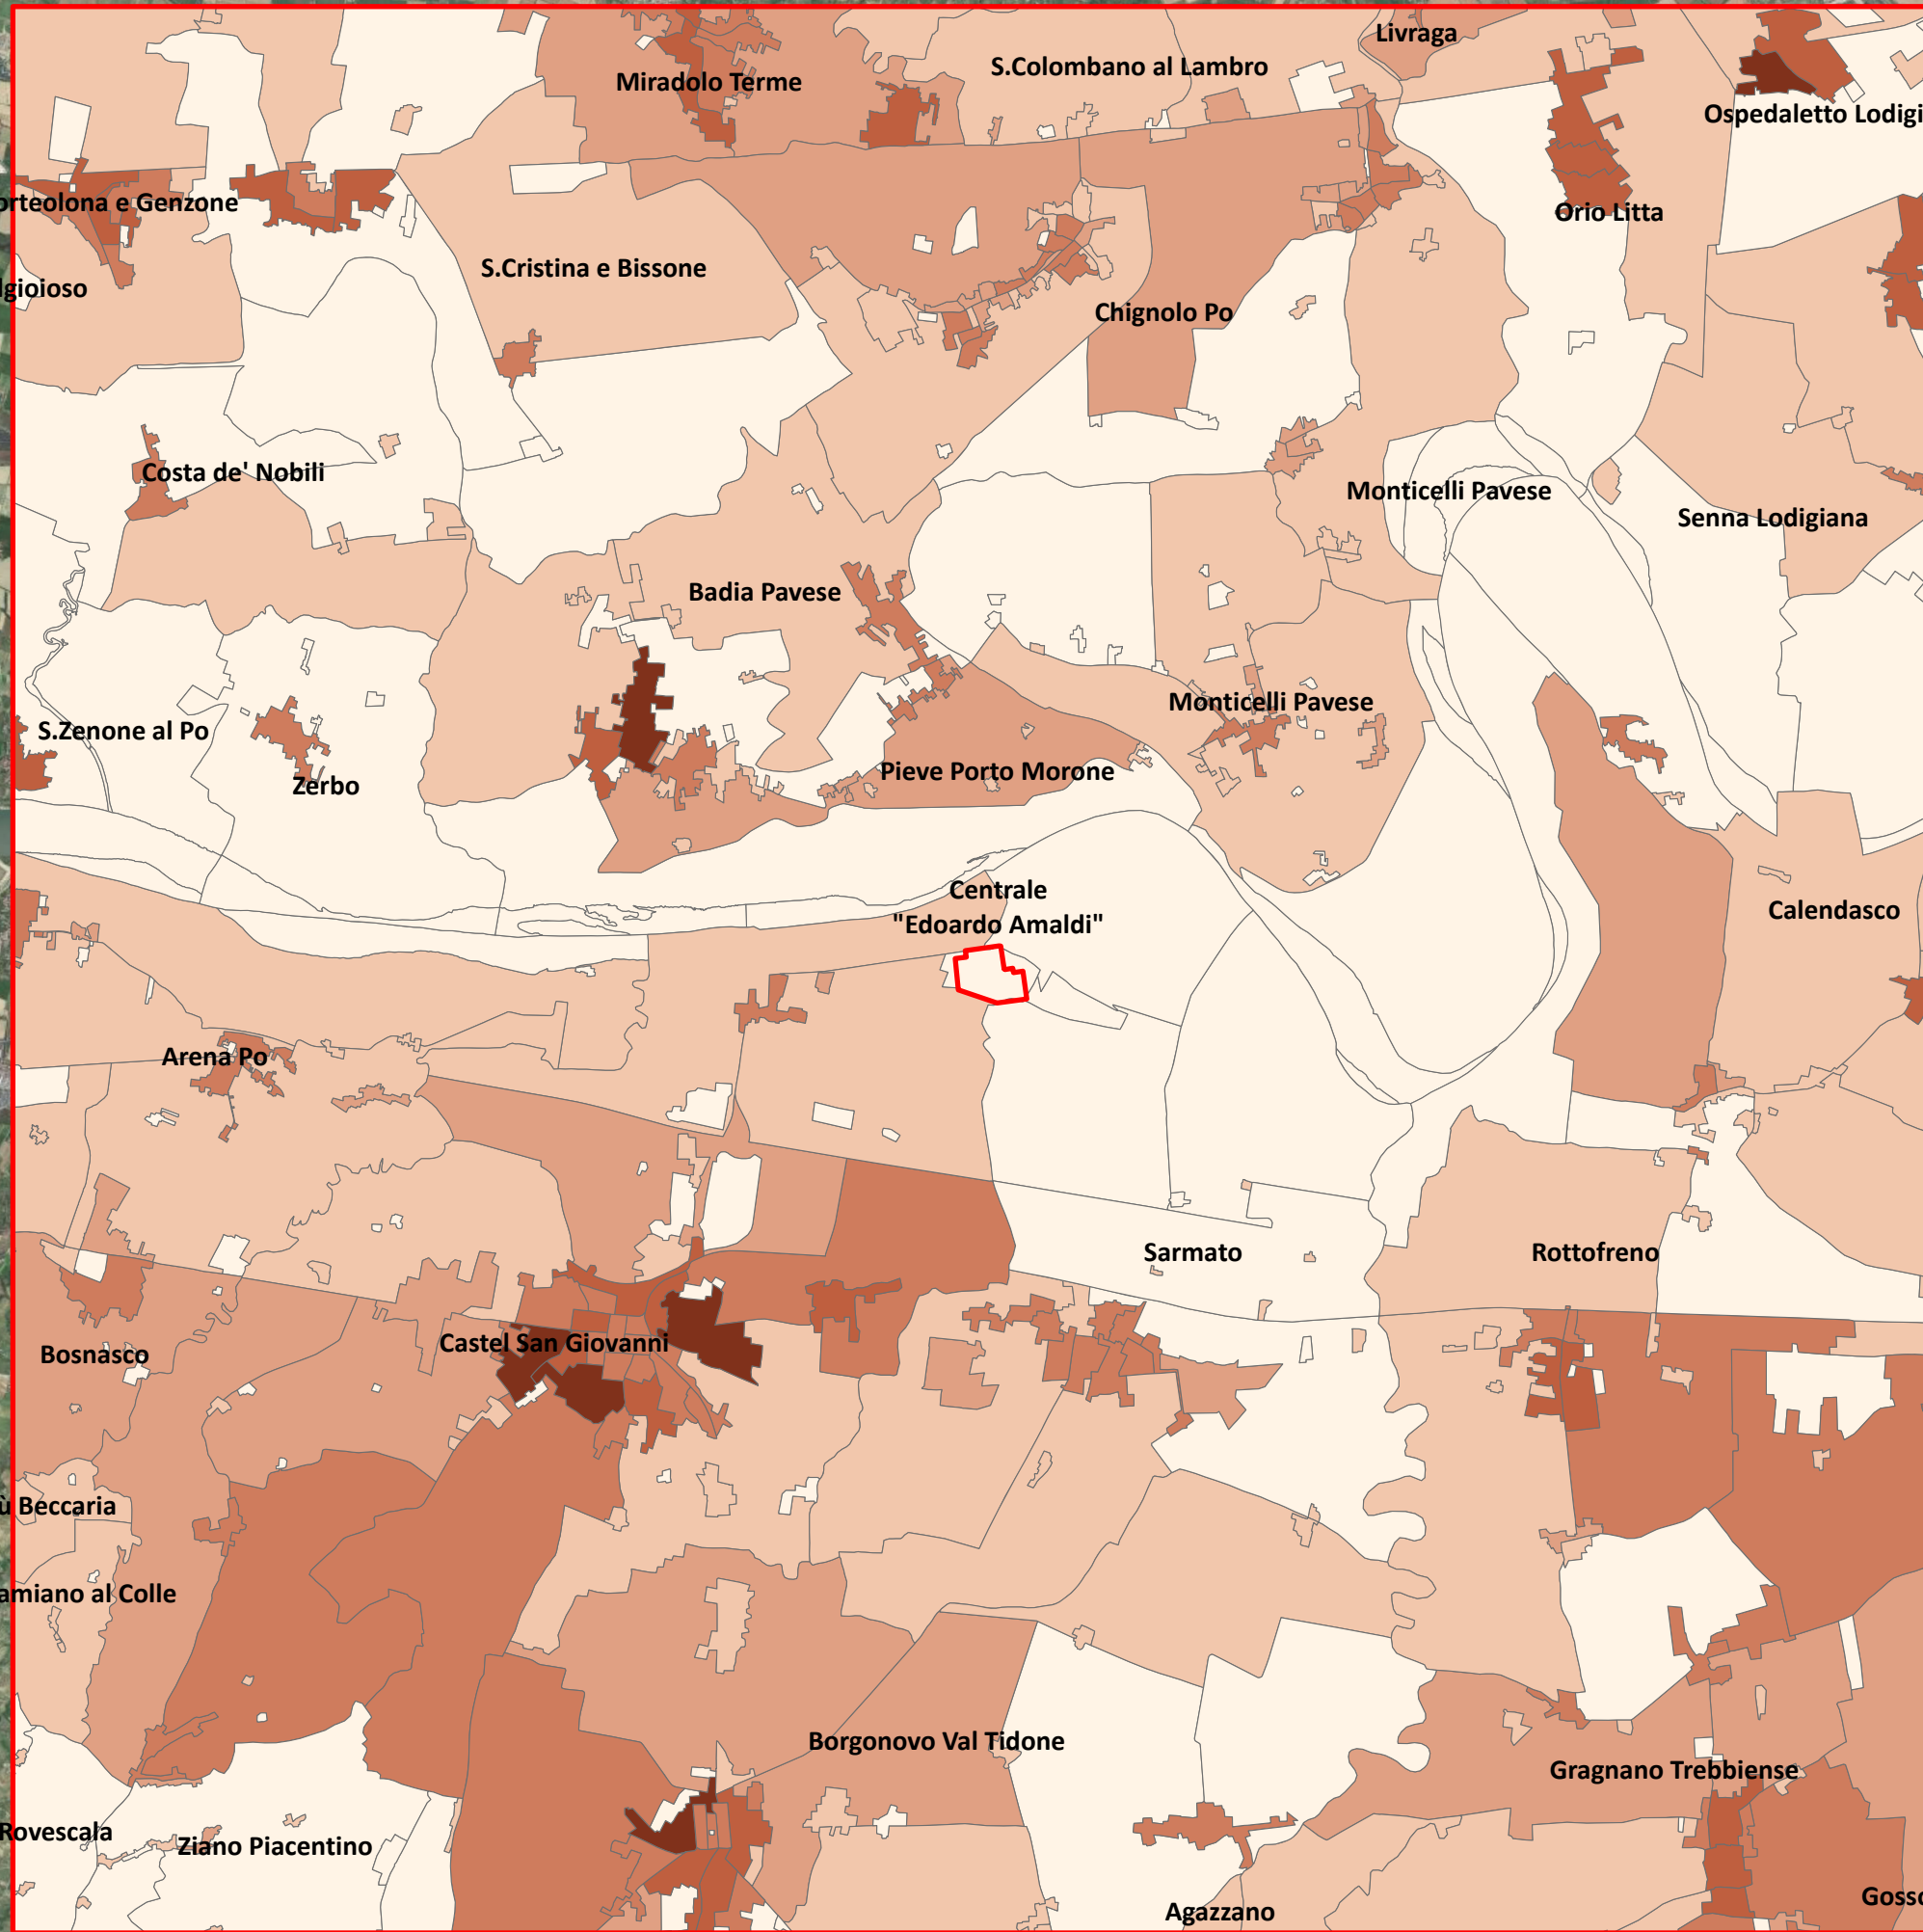 Livraga
S.Colombano al Lambro
Miradolo Terme
Ospedaletto Lodigi
orteolona e Genzone
Orio Litta
S.Cristina e Bissone
lgioioso
Chignolo Po
Costa de' Nobili
Monticelli Pavese
Senna Lodigiana
Badia Pavese
Monticelli Pavese
S.Zenone al Po
Pieve Porto Morone
Zerbo
Centrale
"Edoardo Amaldi"
Calendasco
Arena Po
Sarmato
Rottofreno
Castel San Giovanni
Bosnasco
ù Beccaria
amiano al Colle
Borgonovo Val Tidone
Gragnano Trebbiense
Rovescala
Ziano Piacentino
Gosso
Agazzano